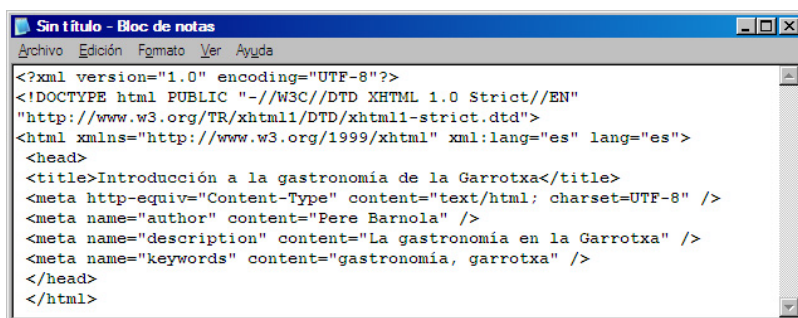 Sin título - Bloc de notas
Archivo Edición Formato Ver Ayuda
<?xml version="1.0" encoding="UTF-8"?>
<!DOCTYPE html PUBLIC "-//W3C//DTD XHTML 1.0 Strict//EN"
"http://www.w3.org/TR/xhtml1/DTD/xhtml1-strict.dtd">
<html xmlns="http://www.w3.org/1999/xhtml" xml:lang="es" lang="es">
<head>
<title>Introducción a la gastronomía de la Garrotxa</title>
<meta http-equiv="Content-Type" content="text/html; charset=UTF-8" />
<meta name="author" content="Pere Barnola" />
<meta name="description" content="La gastronomía en la Garrotxa" />
<meta name="keywords" content="gastronomía, garrotxa" />
</head>
</html>